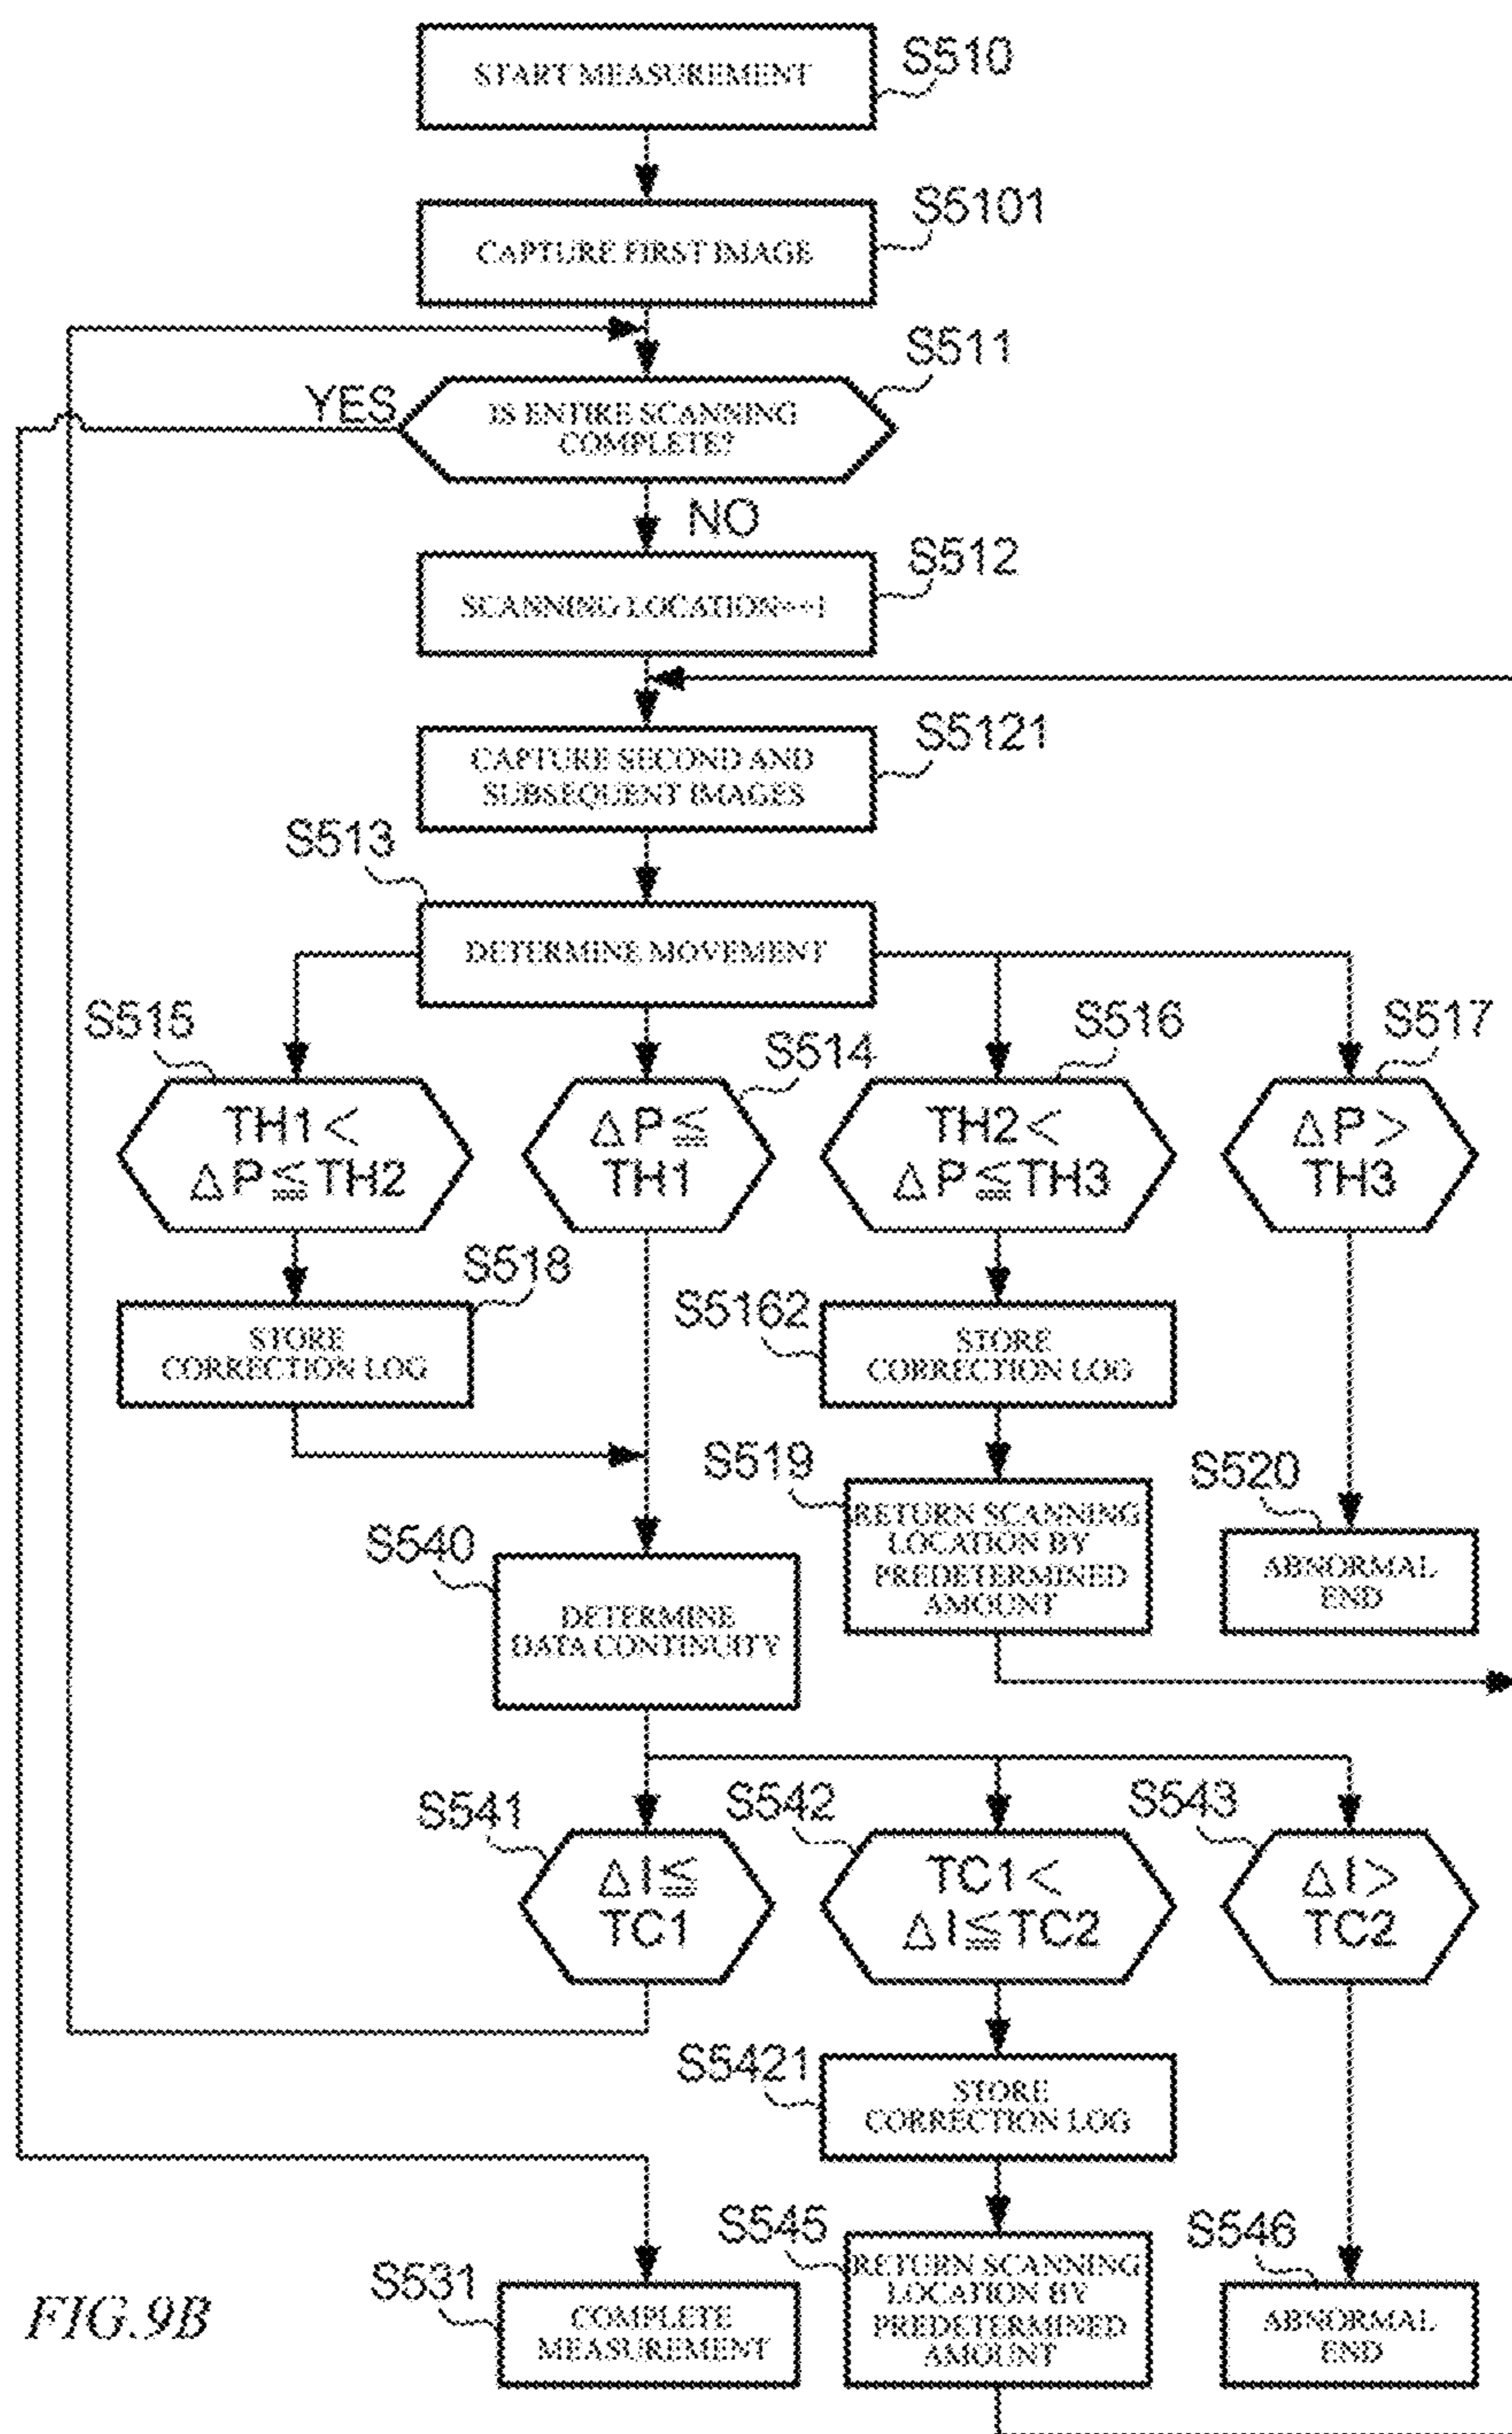 START MEASUREMENT
S510
CAPTURE FIRST IMAGE
S5101
S511
YES
IS ENTIRE SCANNING
COMPLETE?
NO
S512
SCANNING LOCATION++1
S5121
CAPTURE SECOND AND
SUBSEQUENT IMAGES
S513
DETERMINE MOVEMENT
S515
S514
S516
S517
TH1<
ΔP≦TH2
ΔP≦
TH1
TH2<
ΔP≦TH3
ΔP>
TH3
S518
STORE
CORRECTION LOG
S5162
STORE
CORRECTION LOG
S519
RETURN SCANNING
LOCATION BY
PREDETERMINED
AMOUNT
S520
ABNORMAL
END
S540
DETERMINE
DATA CONTINUITY
S541
S542
S543
ΔI≦
TC1
TC1<
ΔI≦TC2
ΔI>
TC2
S5421
STORE
CORRECTION LOG
S531
COMPLETE
MEASUREMENT
S545
RETURN SCANNING
LOCATION BY
PREDETERMINED
AMOUNT
S546
ABNORMAL
END
FIG.9B